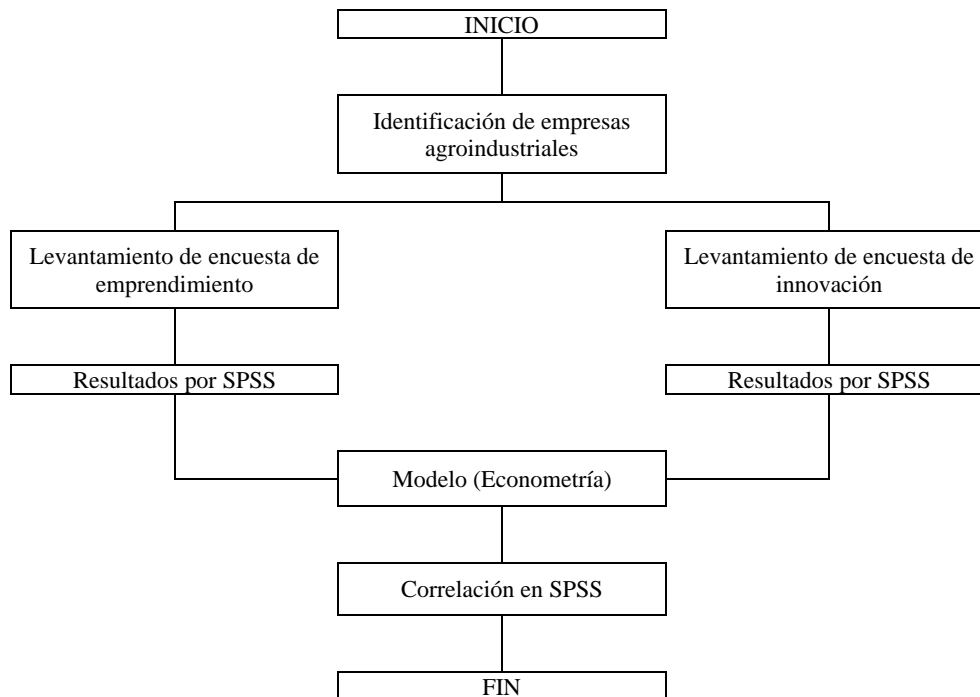 INICIO
Identificación de empresas
agroindustriales
Levantamiento de encuesta de
emprendimiento
Levantamiento de encuesta de
innovación
Resultados por SPSS
Resultados por SPSS
Modelo (Econometría)
Correlación en SPSS
FIN